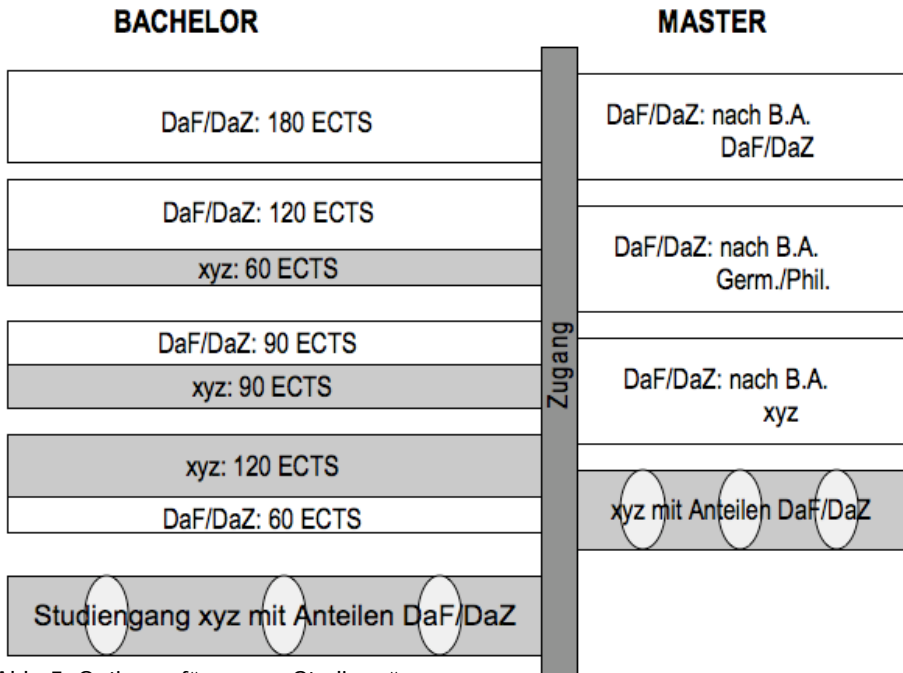 BACHELOR
DaF/DaZ: 180 ECTS
DaF/DaZ: 120 ECTS
xyz: 60 ECTS
DaF/DaZ: 90 ECTS
xyz: 90 ECTS
xyz: 120 ECTS
DaF/DaZ: 60 ECTS
Studiengang xyz mit Anteilen DaF/DaZ
Zugang
MASTER
DaF/DaZ: nach B.A.
DaF/DaZ
DaF/DaZ: nach B.A.
Germ./Phil.
DaF/DaZ: nach B.A.
xyz
xyz mit Anteilen DaF/DaZ